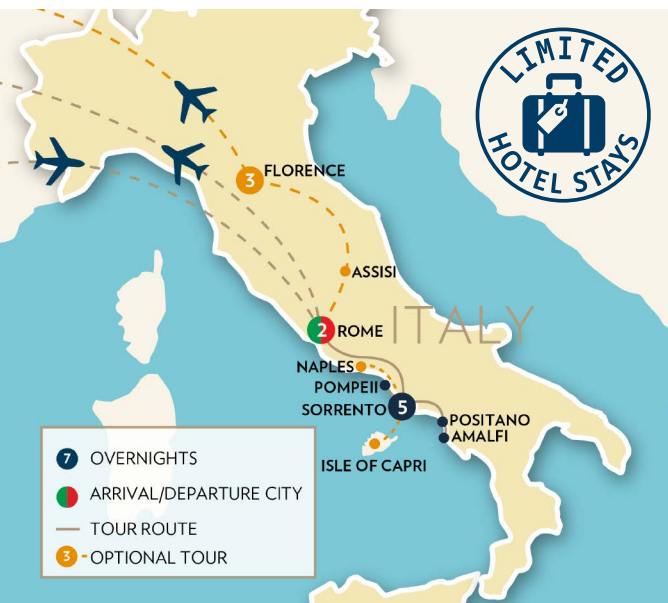 LIMITED
HOTEL STAYS
3 FLORENCE
ASSISI
2 ROME
ITALY
NAPLES
POMPEII
SORRENTO 5
POSITANO
AMALFI
ISLE OF CAPRI
7 OVERNIGHTS
ARRIVAL/DEPARTURE CITY
TOUR ROUTE
3 OPTIONAL TOUR